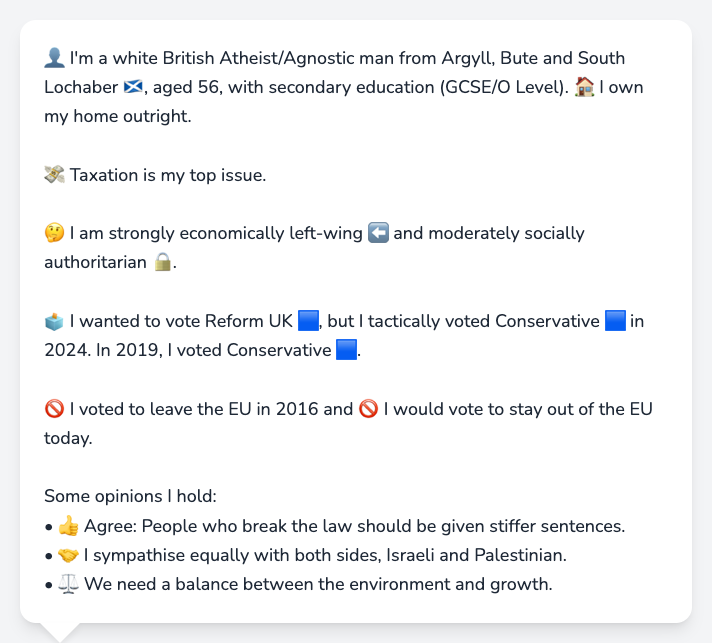 👤 I'm a white British Atheist/Agnostic man from Argyll, Bute and South
Lochaber 🏴󠁧󠁢󠁳󠁣󠁴󠁿, aged 56, with secondary education (GCSE/O Level). 🏠 I own
my home outright.
💸 Taxation is my top issue.
🤔 I am strongly economically left-wing ⬅️ and moderately socially
authoritarian 🔒.
🗳️ I wanted to vote Reform UK 🟦, but I tactically voted Conservative 🟦 in
2024. In 2019, I voted Conservative 🟦.
🚫 I voted to leave the EU in 2016 and 🚫 I would vote to stay out of the EU
today.
Some opinions I hold:
• 👍 Agree: People who break the law should be given stiffer sentences.
• 🤝 I sympathise equally with both sides, Israeli and Palestinian.
• ⚖️ We need a balance between the environment and growth.